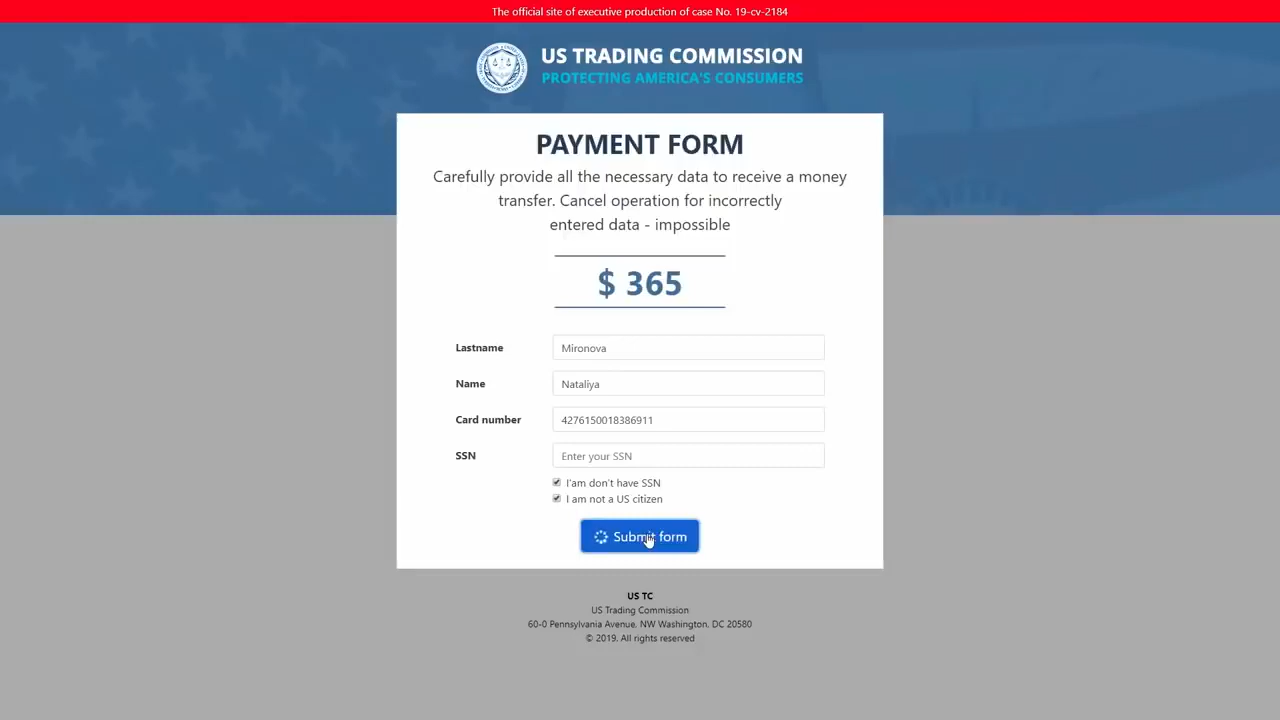 The official site of executive production of case No. 19-cv-2184
US TRADING COMMISSION
PROTECTING AMERICA'S CONSUMERS
PAYMENT FORM
Carefully provide all the necessary data to receive a money
transfer. Cancel operation for incorrectly
entered data - impossible
$ 365
Lastname Mironova
Name Nataliya
Card number 4276150018386911
SSN Enter your SSN
I'am don't have SSN
I am not a US citizen
Submit form
US TC
US Trading Commission
60-0 Pennsylvania Avenue, NW Washington, DC 20580
© 2019, All rights reserved